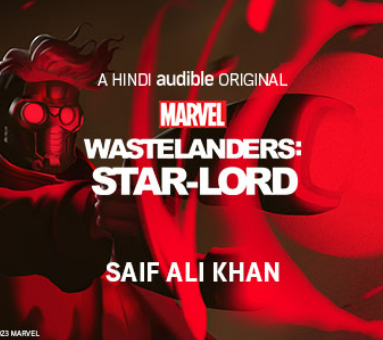 A HINDI audible ORIGINAL
MARVEL
WASTELANDERS:
STAR-LORD
SAIF ALI KHAN
23 MARVEL